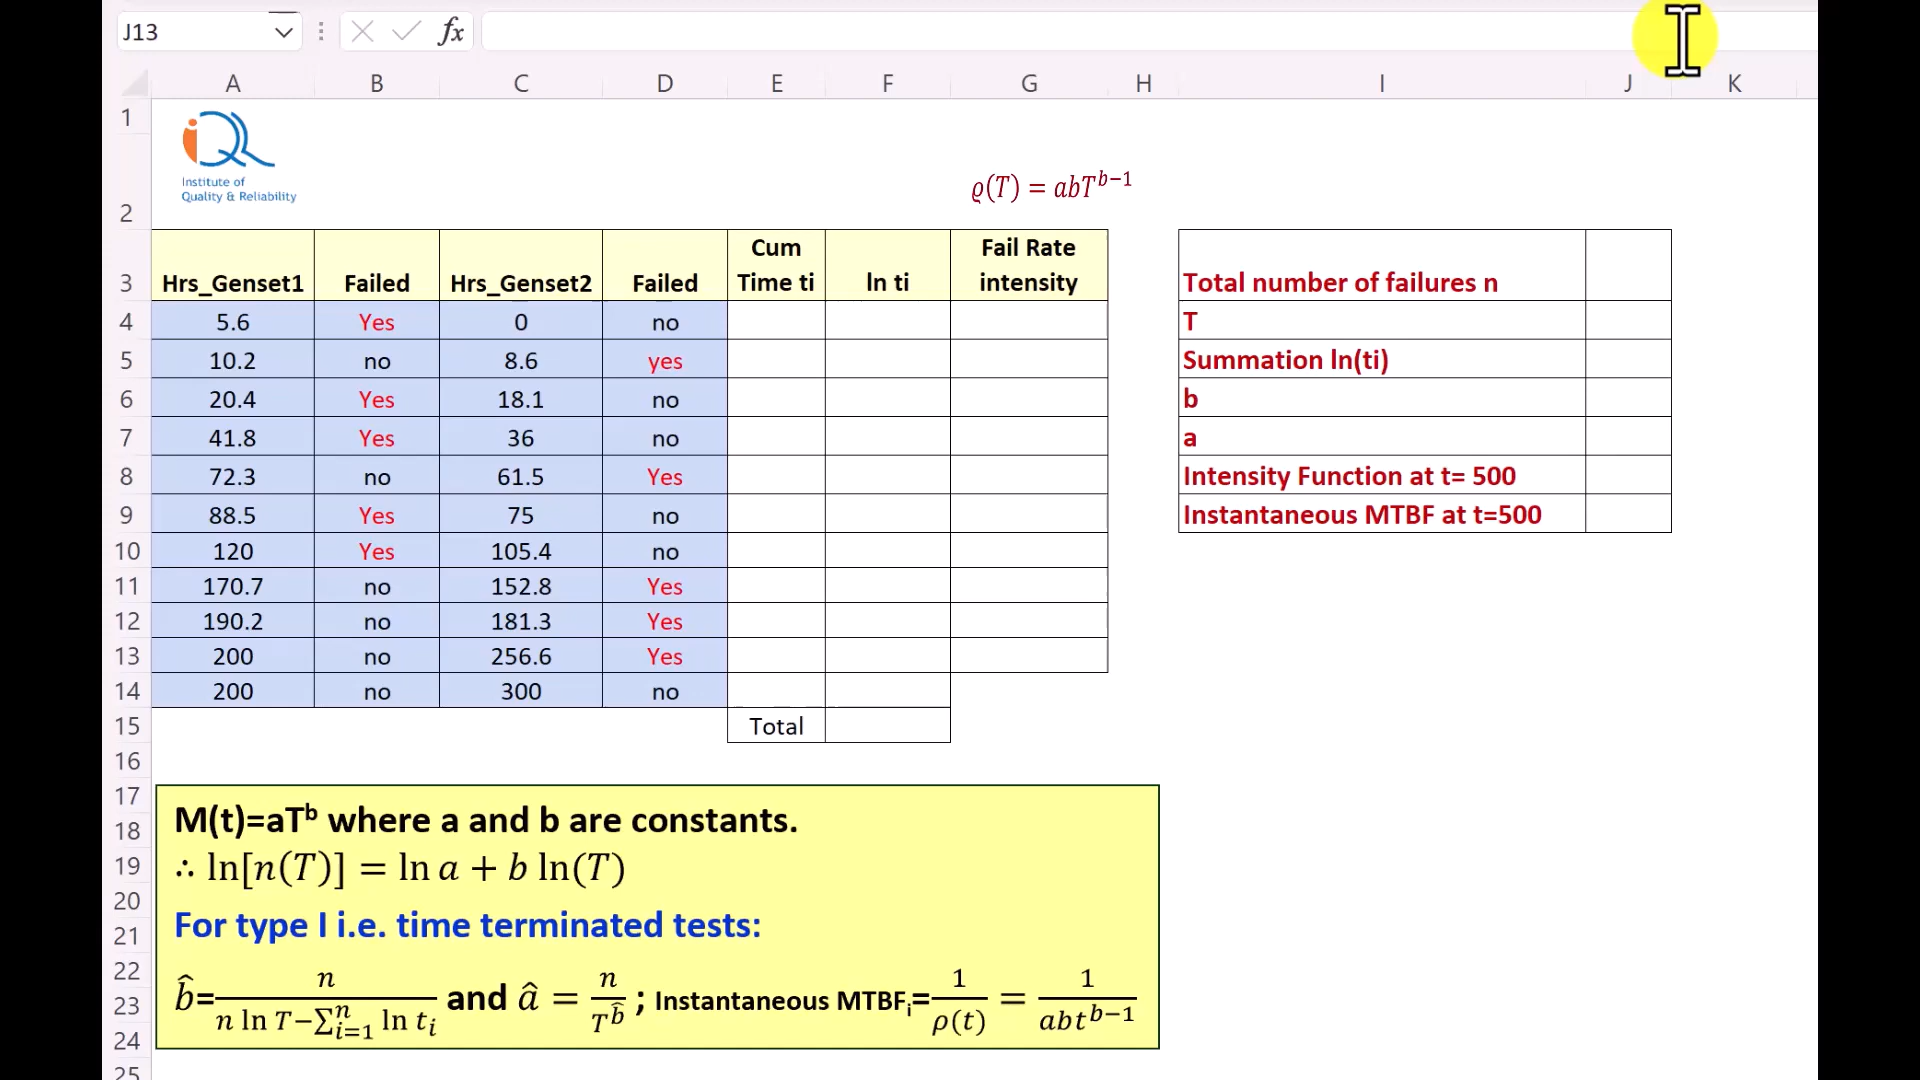 J13 fx
A B C D E F G H I J K
1
iQR
Institute of
Quality & Reliability
2 ϱ(T) = abT^{b−1}
3 Hrs_Genset1 Failed Hrs_Genset2 Failed Cum Time ti ln ti Fail Rate intensity Total number of failures n
4 5.6 Yes 0 no T
5 10.2 no 8.6 yes Summation ln(ti)
6 20.4 Yes 18.1 no b
7 41.8 Yes 36 no a
8 72.3 no 61.5 Yes Intensity Function at t= 500
9 88.5 Yes 75 no Instantaneous MTBF at t=500
10 120 Yes 105.4 no
11 170.7 no 152.8 Yes
12 190.2 no 181.3 Yes
13 200 no 256.6 Yes
14 200 no 300 no
15 Total
16
17
18 M(t)=aT^b where a and b are constants.
19 ∴ ln[n(T)] = ln a + b ln(T)
20
21 For type I i.e. time terminated tests:
22
23 b̂=n/(n ln T−∑_{i=1}^{n} ln t_i) and â = n/T^b̂ ; Instantaneous MTBF_i=1/ρ(t) = 1/(abt^{b−1})
24
25